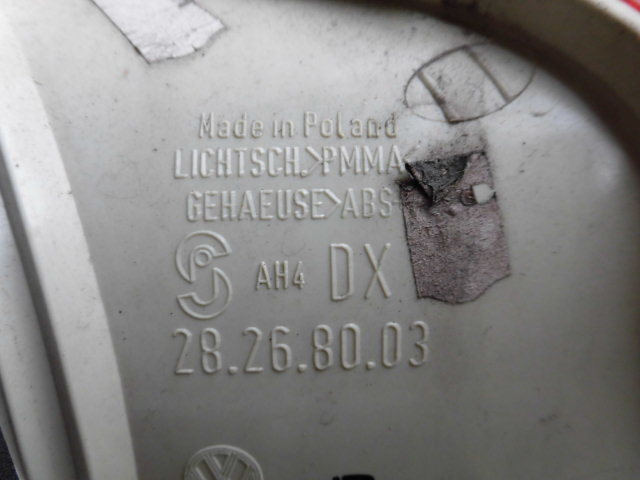 Made in Poland
LICHTSCH.>PMMA
GEHAEUSE>ABS
AH4 DX
28.26.80.03